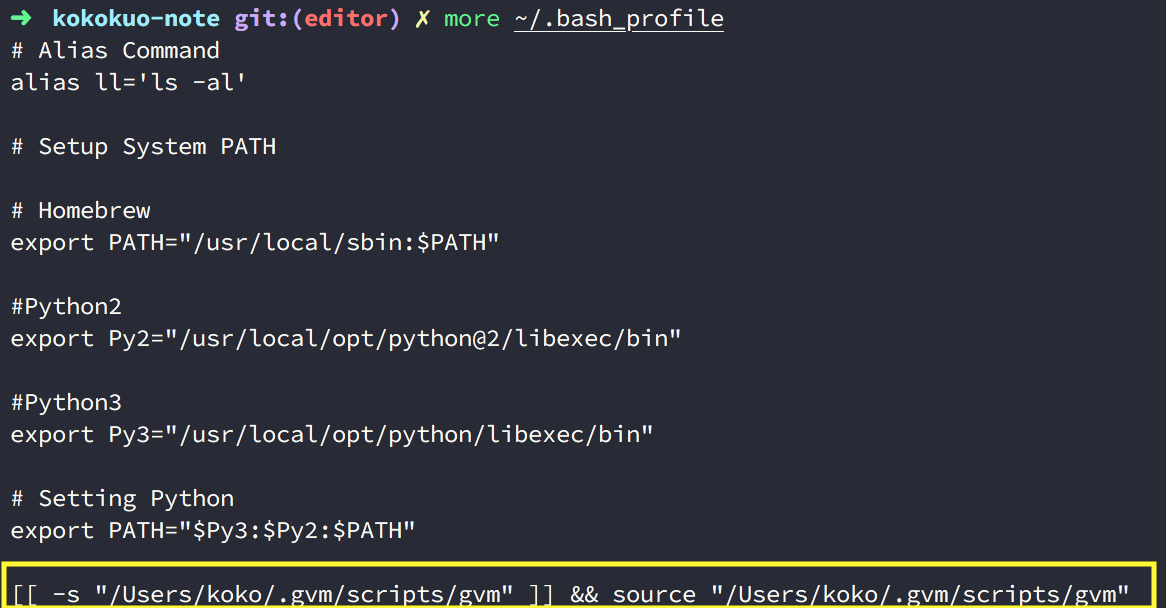 ➜ kokokuo-note git:(editor) ✗ more ~/.bash_profile
# Alias Command
alias ll='ls -al'
# Setup System PATH
# Homebrew
export PATH="/usr/local/sbin:$PATH"
#Python2
export Py2="/usr/local/opt/python@2/libexec/bin"
#Python3
export Py3="/usr/local/opt/python/libexec/bin"
# Setting Python
export PATH="$Py3:$Py2:$PATH"
[[ -s "/Users/koko/.gvm/scripts/gvm" ]] && source "/Users/koko/.gvm/scripts/gvm"